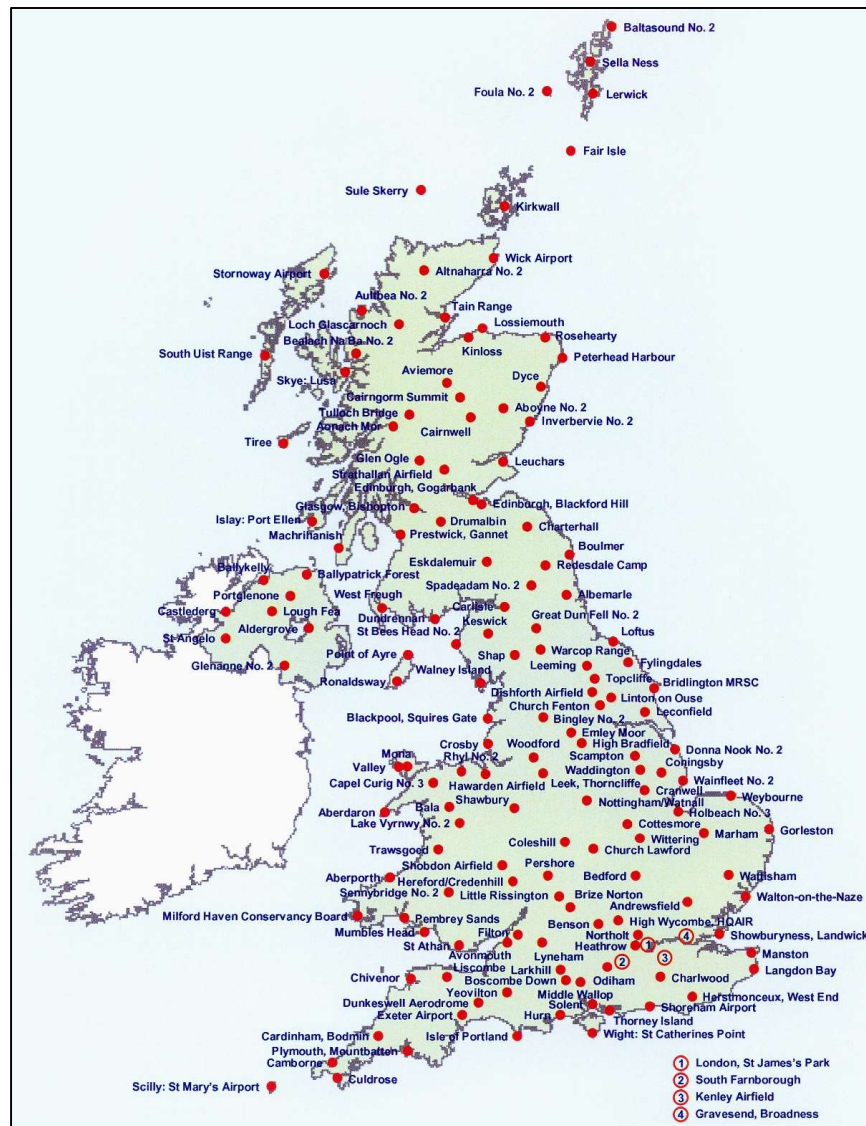 Baltasound No. 2
Sella Ness
Foula No. 2
Lerwick
Fair Isle
Sule Skerry
Kirkwall
Wick Airport
Stornoway Airport
Altnaharra No. 2
Aultbea No. 2
Tain Range
Loch Glascarnoch
Lossiemouth
Bealach Na Ba No. 2
Rosehearty
South Uist Range
Kinloss
Peterhead Harbour
Skye: Lusa
Aviemore
Dyce
Cairngorm Summit
Tulloch Bridge
Aboyne No. 2
Aonach Mor
Inverbervie No. 2
Cairnwell
Tiree
Glen Ogle
Leuchars
Strathallan Airfield
Edinburgh, Gogarbank
Glasgow, Bishopton
Edinburgh, Blackford Hill
Islay: Port Ellen
Drumalbin
Charterhall
Machrihanish
Prestwick, Gannet
Boulmer
Eskdalemuir
Redesdale Camp
Ballykelly
Ballypatrick Forest
Spadeadam No. 2
Portglenone
West Freugh
Albemarle
Castlederg
Lough Fea
Carlisle
Dundrennan
Keswick
Great Dun Fell No. 2
Aldergrove
St Bees Head No. 2
St Angelo
Loftus
Point of Ayre
Shap
Warcop Range
Glenanne No. 2
Walney Island
Leeming
Fylingdales
Ronaldsway
Topcliffe
Bridlington MRSC
Dishforth Airfield
Linton on Ouse
Church Fenton
Leconfield
Blackpool, Squires Gate
Bingley No. 2
Emley Moor
Crosby
High Bradfield
Donna Nook No. 2
Mona
Rhyl No. 2
Woodford
Scampton
Valley
Waddington
Coningsby
Capel Curig No. 3
Hawarden Airfield
Leek, Thorncliffe
Wainfleet No. 2
Cranwell
Weybourne
Bala
Shawbury
Nottingham/Watnall
Aberdaron
Holbeach No. 3
Lake Vyrnwy No. 2
Cottesmore
Gorleston
Marham
Wittering
Trawsgoed
Coleshill
Church Lawford
Shobdon Airfield
Pershore
Bedford
Wattisham
Aberporth
Hereford/Credenhill
Sennybridge No. 2
Little Rissington
Brize Norton
Walton-on-the-Naze
Andrewsfield
Milford Haven Conservancy Board
Pembrey Sands
High Wycombe, HQAIR
Benson
Mumbles Head
Filton
Northolt
4
Showburyness, Landwick
St Athan
Heathrow
1
Avonmouth
Lyneham
Manston
Liscombe
Larkhill
2
3
Langdon Bay
Chivenor
Boscombe Down
Odiham
Charlwood
Yeovilton
Middle Wallop
Herstmonceux, West End
Dunkeswell Aerodrome
Solent
Shoreham Airport
Exeter Airport
Hurn
Thorney Island
Cardinham, Bodmin
Isle of Portland
Wight: St Catherines Point
Plymouth, Mountbatten
Camborne
Culdrose
Scilly: St Mary's Airport
1 London, St James's Park
2 South Farnborough
3 Kenley Airfield
4 Gravesend, Broadness